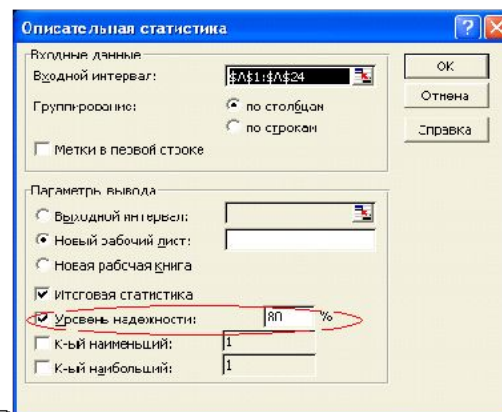 Описательная статистика
Входные данные
Входной интервал: $A$1:$A$24
OK
Группирование: по столбцам
Отмена
по строкам
Справка
Метки в первой строке
Параметры вывода
Выходной интервал:
Новый рабочий лист:
Новая рабочая книга
Итоговая статистика
Уровень надежности: 80 %
К-ый наименьший: 1
К-ый наибольший: 1